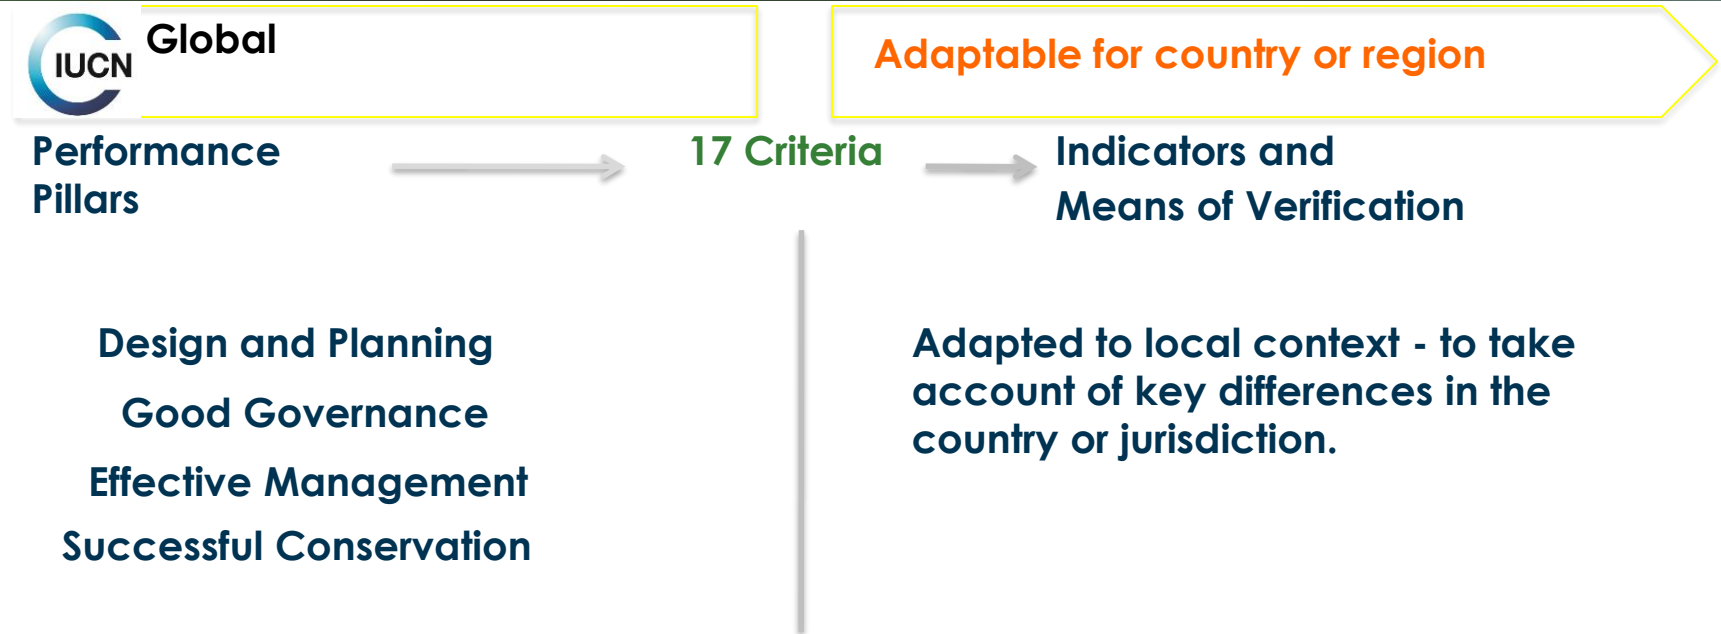 IUCN
Global
Adaptable for country or region
Performance
Pillars
17 Criteria
Indicators and
Means of Verification
Design and Planning
Good Governance
Effective Management
Successful Conservation
Adapted to local context - to take
account of key differences in the
country or jurisdiction.